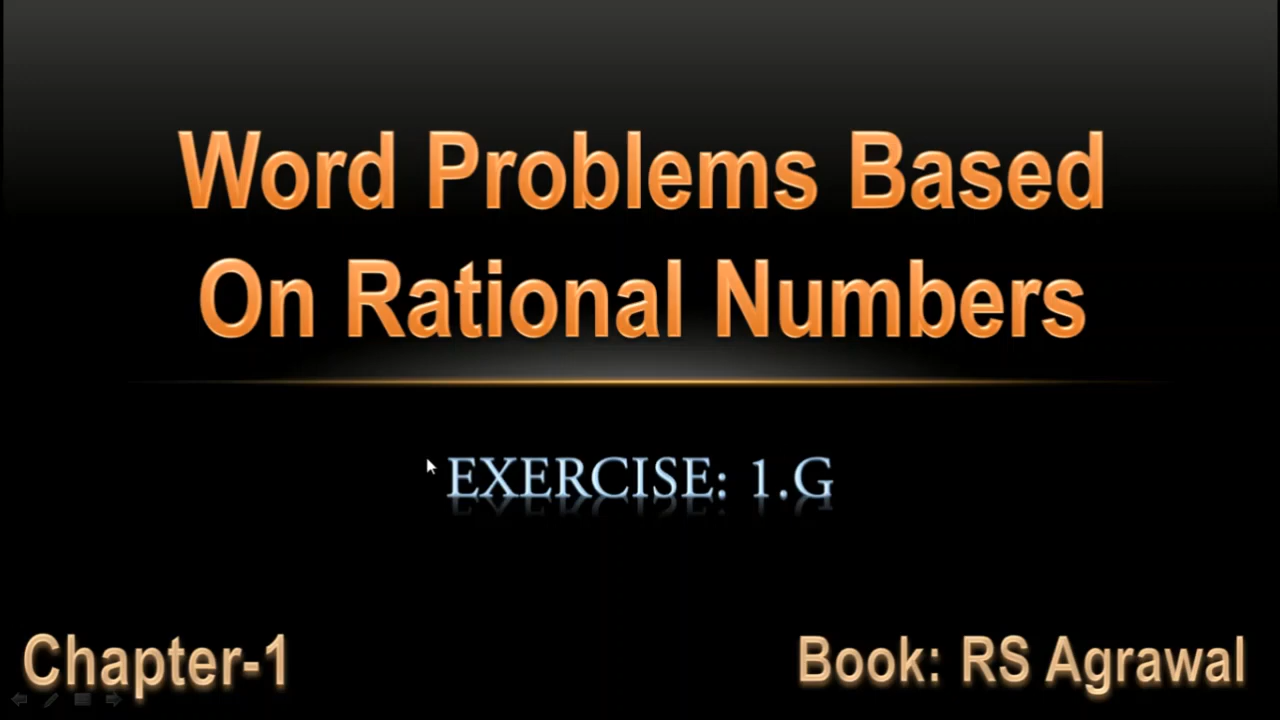 Word Problems Based
On Rational Numbers
EXERCISE: 1.G
Chapter-1
Book: RS Agrawal